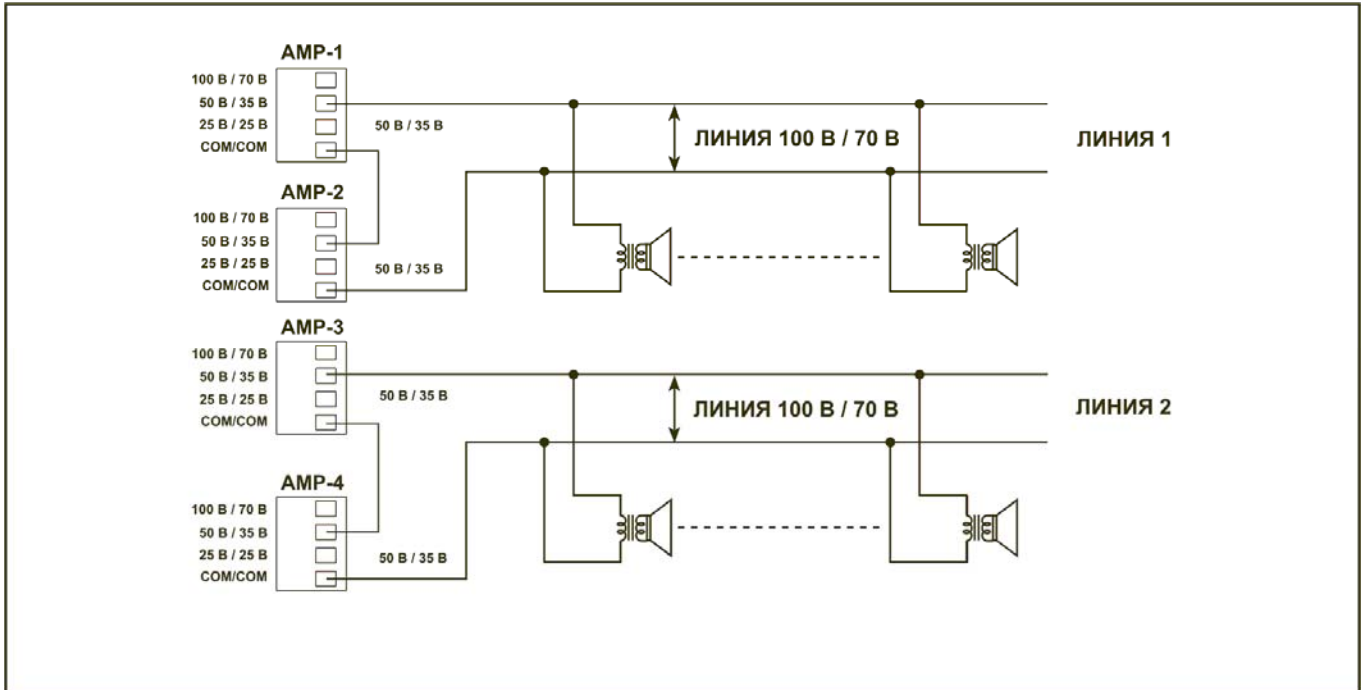 AMP-1
100 В / 70 В
50 В / 35 В
25 В / 25 В
COM/COM
50 В / 35 В
ЛИНИЯ 100 В / 70 В
ЛИНИЯ 1
AMP-2
100 В / 70 В
50 В / 35 В
25 В / 25 В
COM/COM
50 В / 35 В
AMP-3
100 В / 70 В
50 В / 35 В
25 В / 25 В
COM/COM
50 В / 35 В
ЛИНИЯ 100 В / 70 В
ЛИНИЯ 2
AMP-4
100 В / 70 В
50 В / 35 В
25 В / 25 В
COM/COM
50 В / 35 В